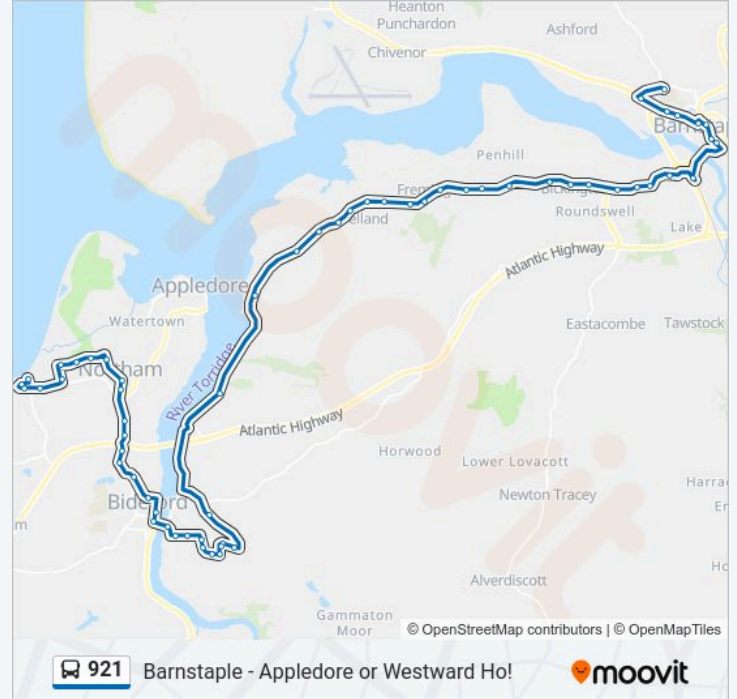 Heanton
Punchardon
Ashford
Chivenor
Penhill
Roundswell
Lake
Atlantic Highway
Appledore
Watertown
Eastacombe
Tawstock
River Torridge
Atlantic Highway
Horwood
Lower Lovacott
Newton Tracey
Alverdiscott
Gammaton
Moor
© OpenStreetMap contributors | © OpenMapTiles
921
Barnstaple - Appledore or Westward Ho!
moovit